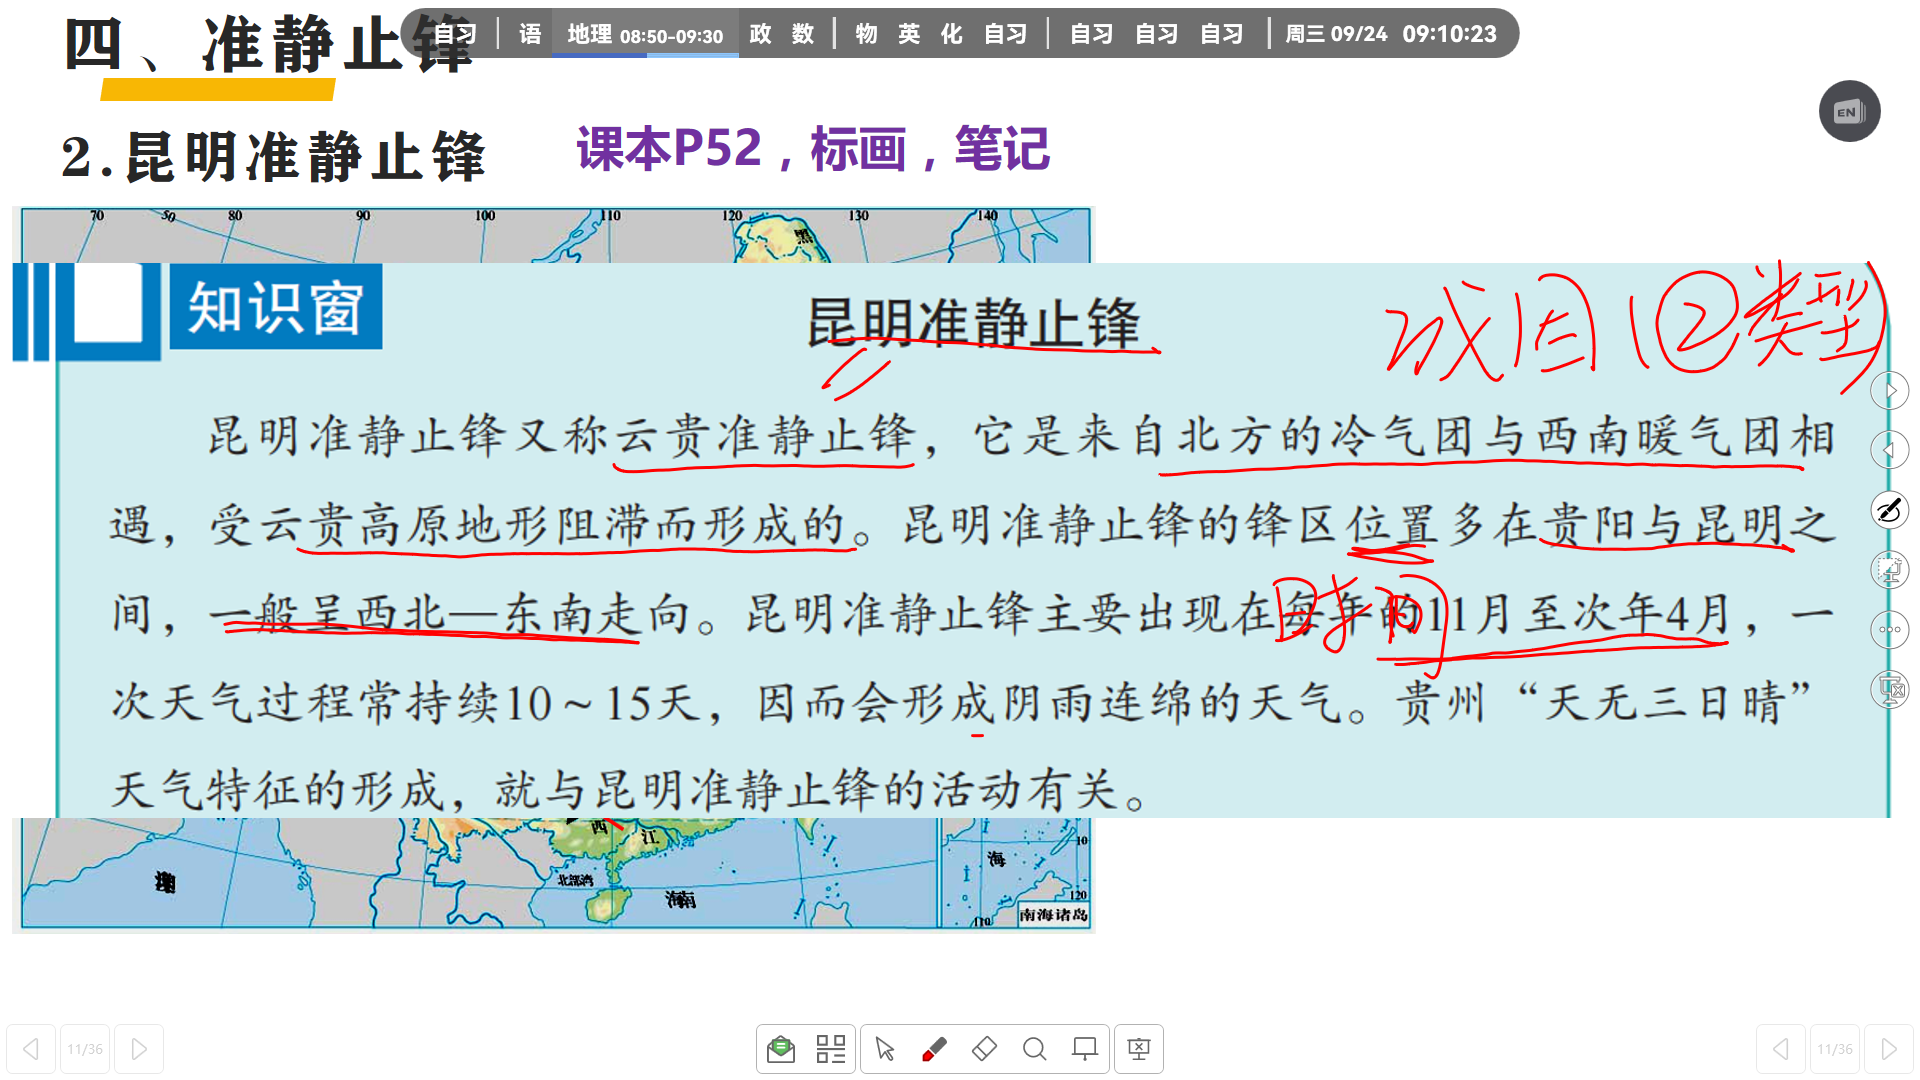 四、准静止锋
自习 语 地理 08:50-09:30 政 数 物 英 化 自习 自习 自习 自习 周三 09/24 09:10:23
EN
2.昆明准静止锋
课本P52，标画，笔记
70 50 80 90 100 110 120 130 140
黑
知识窗
昆明准静止锋
成因(②类型)
昆明准静止锋又称云贵准静止锋，它是来自北方的冷气团与西南暖气团相
遇，受云贵高原地形阻滞而形成的。昆明准静止锋的锋区位置多在贵阳与昆明之
间，一般呈西北—东南走向。昆明准静止锋主要出现在每年的11月至次年4月，一
时间
次天气过程常持续10～15天，因而会形成阴雨连绵的天气。贵州“天无三日晴”
天气特征的形成，就与昆明准静止锋的活动有关。
西
江
10
海
北部湾
南海
120
南海诸岛
110
11/36
11/36